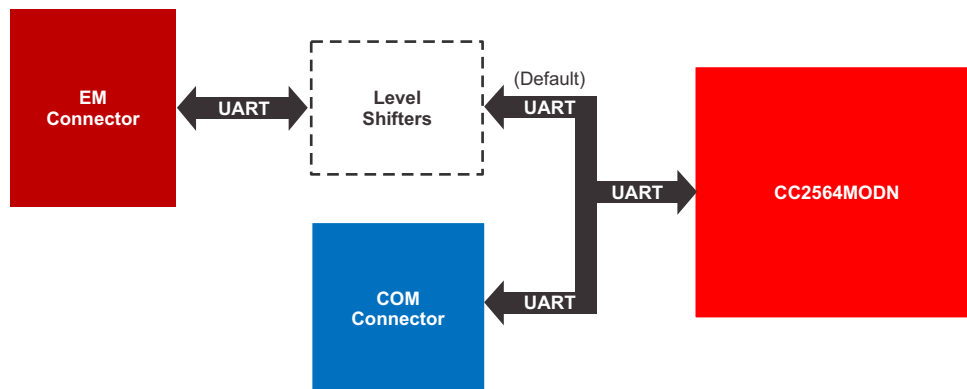 EM
Connector
UART
Level
Shifters
(Default)
UART
UART
CC2564MODN
COM
Connector
UART